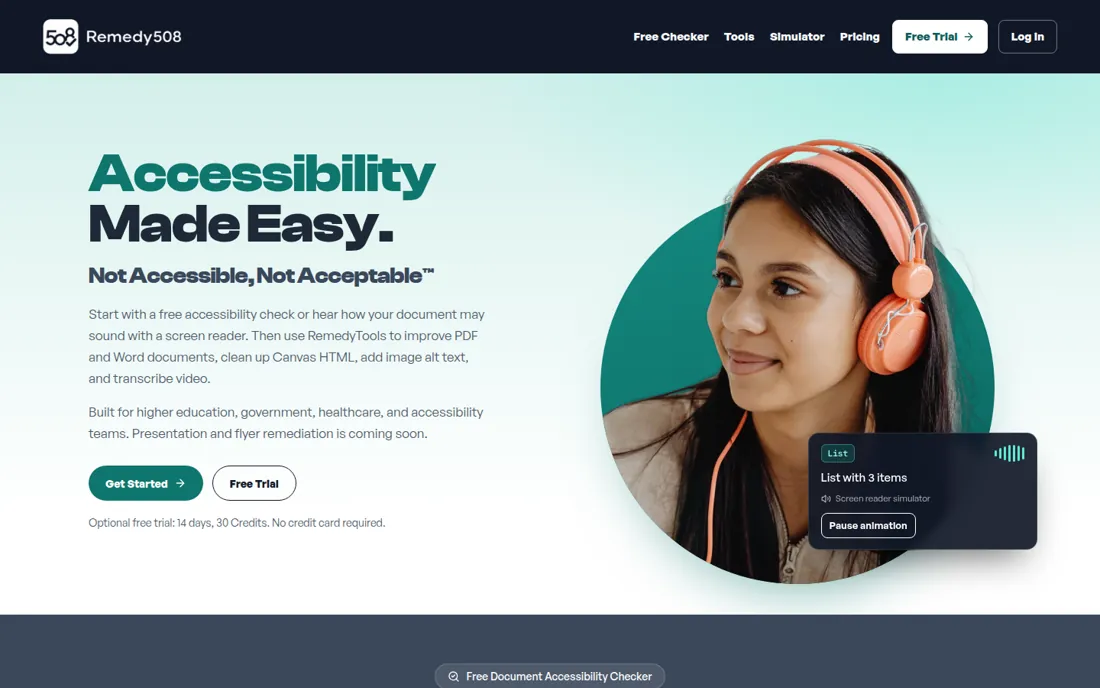 508 Remedy508
Free Checker Tools Simulator Pricing Free Trial → Log In
Accessibility
Made Easy.
Not Accessible, Not Acceptable™
Start with a free accessibility check or hear how your document may
sound with a screen reader. Then use RemedyTools to improve PDF
and Word documents, clean up Canvas HTML, add image alt text,
and transcribe video.
Built for higher education, government, healthcare, and accessibility
teams. Presentation and flyer remediation is coming soon.
Get Started → Free Trial
Optional free trial: 14 days, 30 Credits. No credit card required.
List
List with 3 items
Screen reader simulator
Pause animation
Free Document Accessibility Checker